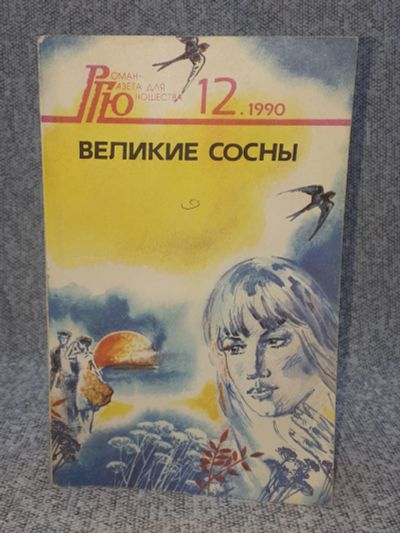 РОМАН-
ГАЗЕТА ДЛЯ
ЮНОШЕСТВА
12.1990
ВЕЛИКИЕ СОСНЫ